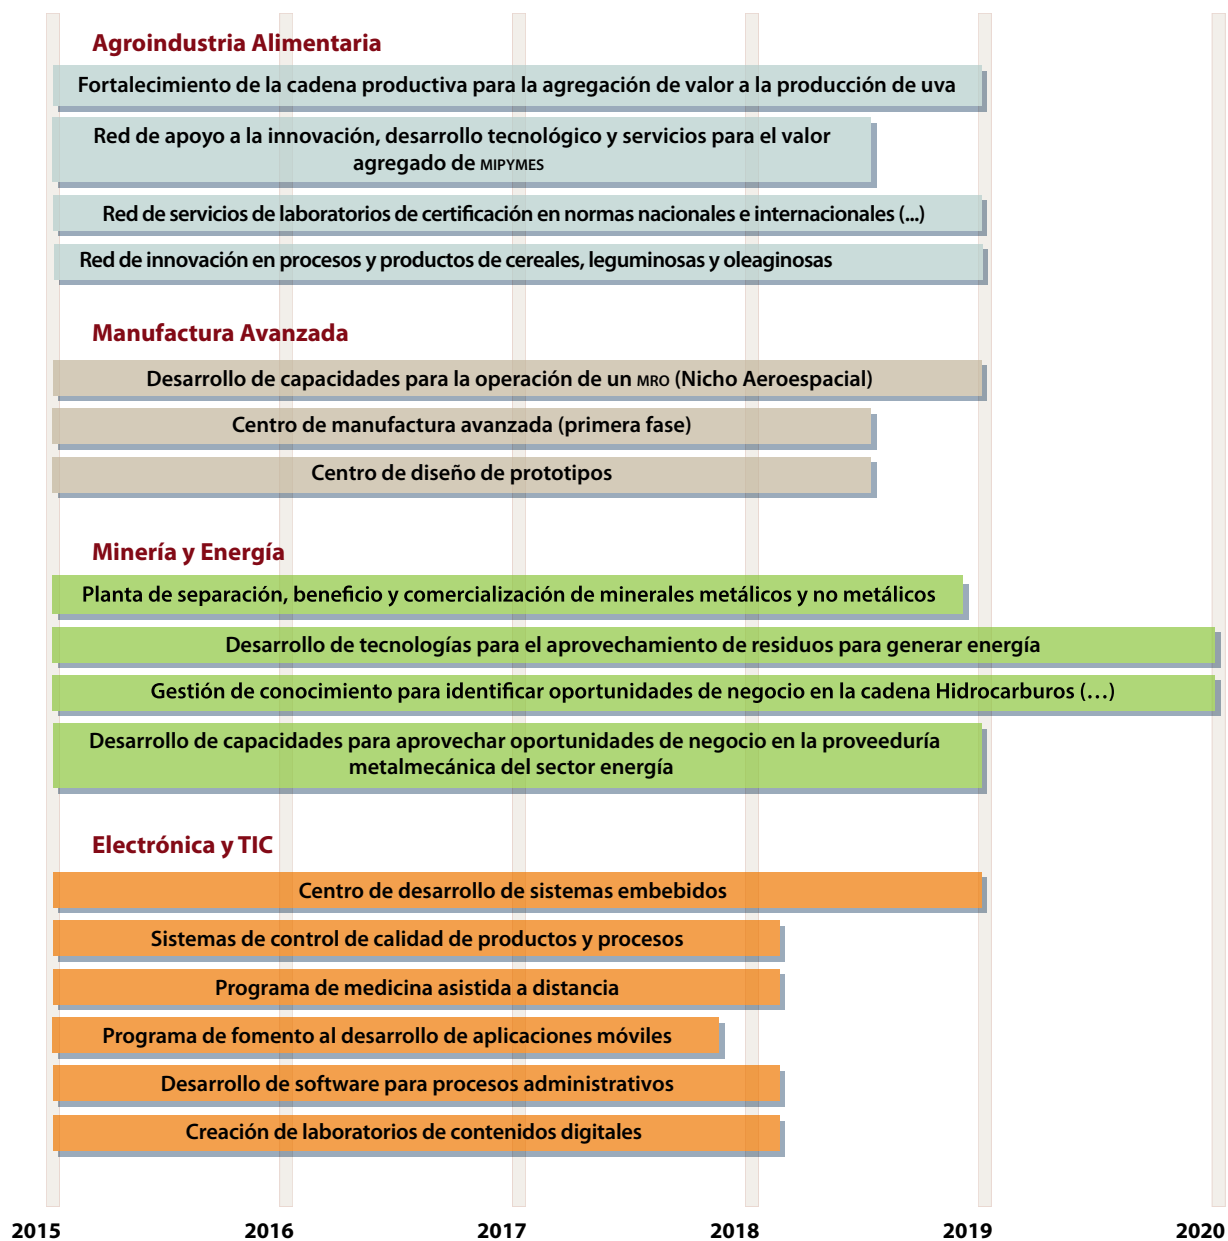 Agroindustria Alimentaria
Fortalecimiento de la cadena productiva para la agregación de valor a la producción de uva
Red de apoyo a la innovación, desarrollo tecnológico y servicios para el valor
agregado de MIPYMES
Red de servicios de laboratorios de certificación en normas nacionales e internacionales (...)
Red de innovación en procesos y productos de cereales, leguminosas y oleaginosas
Manufactura Avanzada
Desarrollo de capacidades para la operación de un MRO (Nicho Aeroespacial)
Centro de manufactura avanzada (primera fase)
Centro de diseño de prototipos
Minería y Energía
Planta de separación, beneficio y comercialización de minerales metálicos y no metálicos
Desarrollo de tecnologías para el aprovechamiento de residuos para generar energía
Gestión de conocimiento para identificar oportunidades de negocio en la cadena Hidrocarburos (…)
Desarrollo de capacidades para aprovechar oportunidades de negocio en la proveeduría
metalmecánica del sector energía
Electrónica y TIC
Centro de desarrollo de sistemas embebidos
Sistemas de control de calidad de productos y procesos
Programa de medicina asistida a distancia
Programa de fomento al desarrollo de aplicaciones móviles
Desarrollo de software para procesos administrativos
Creación de laboratorios de contenidos digitales
2015 2016 2017 2018 2019 2020